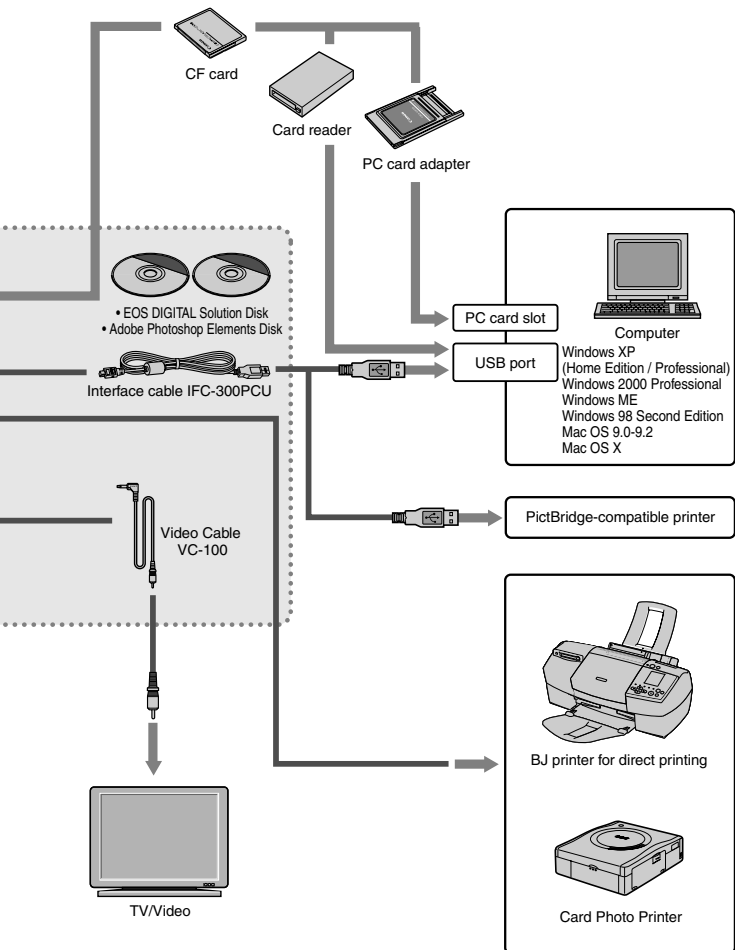 CF card
Card reader
PC card adapter
• EOS DIGITAL Solution Disk
• Adobe Photoshop Elements Disk
Interface cable IFC-300PCU
Video Cable
VC-100
PC card slot
USB port
Computer
Windows XP
(Home Edition / Professional)
Windows 2000 Professional
Windows ME
Windows 98 Second Edition
Mac OS 9.0-9.2
Mac OS X
PictBridge-compatible printer
BJ printer for direct printing
TV/Video
Card Photo Printer